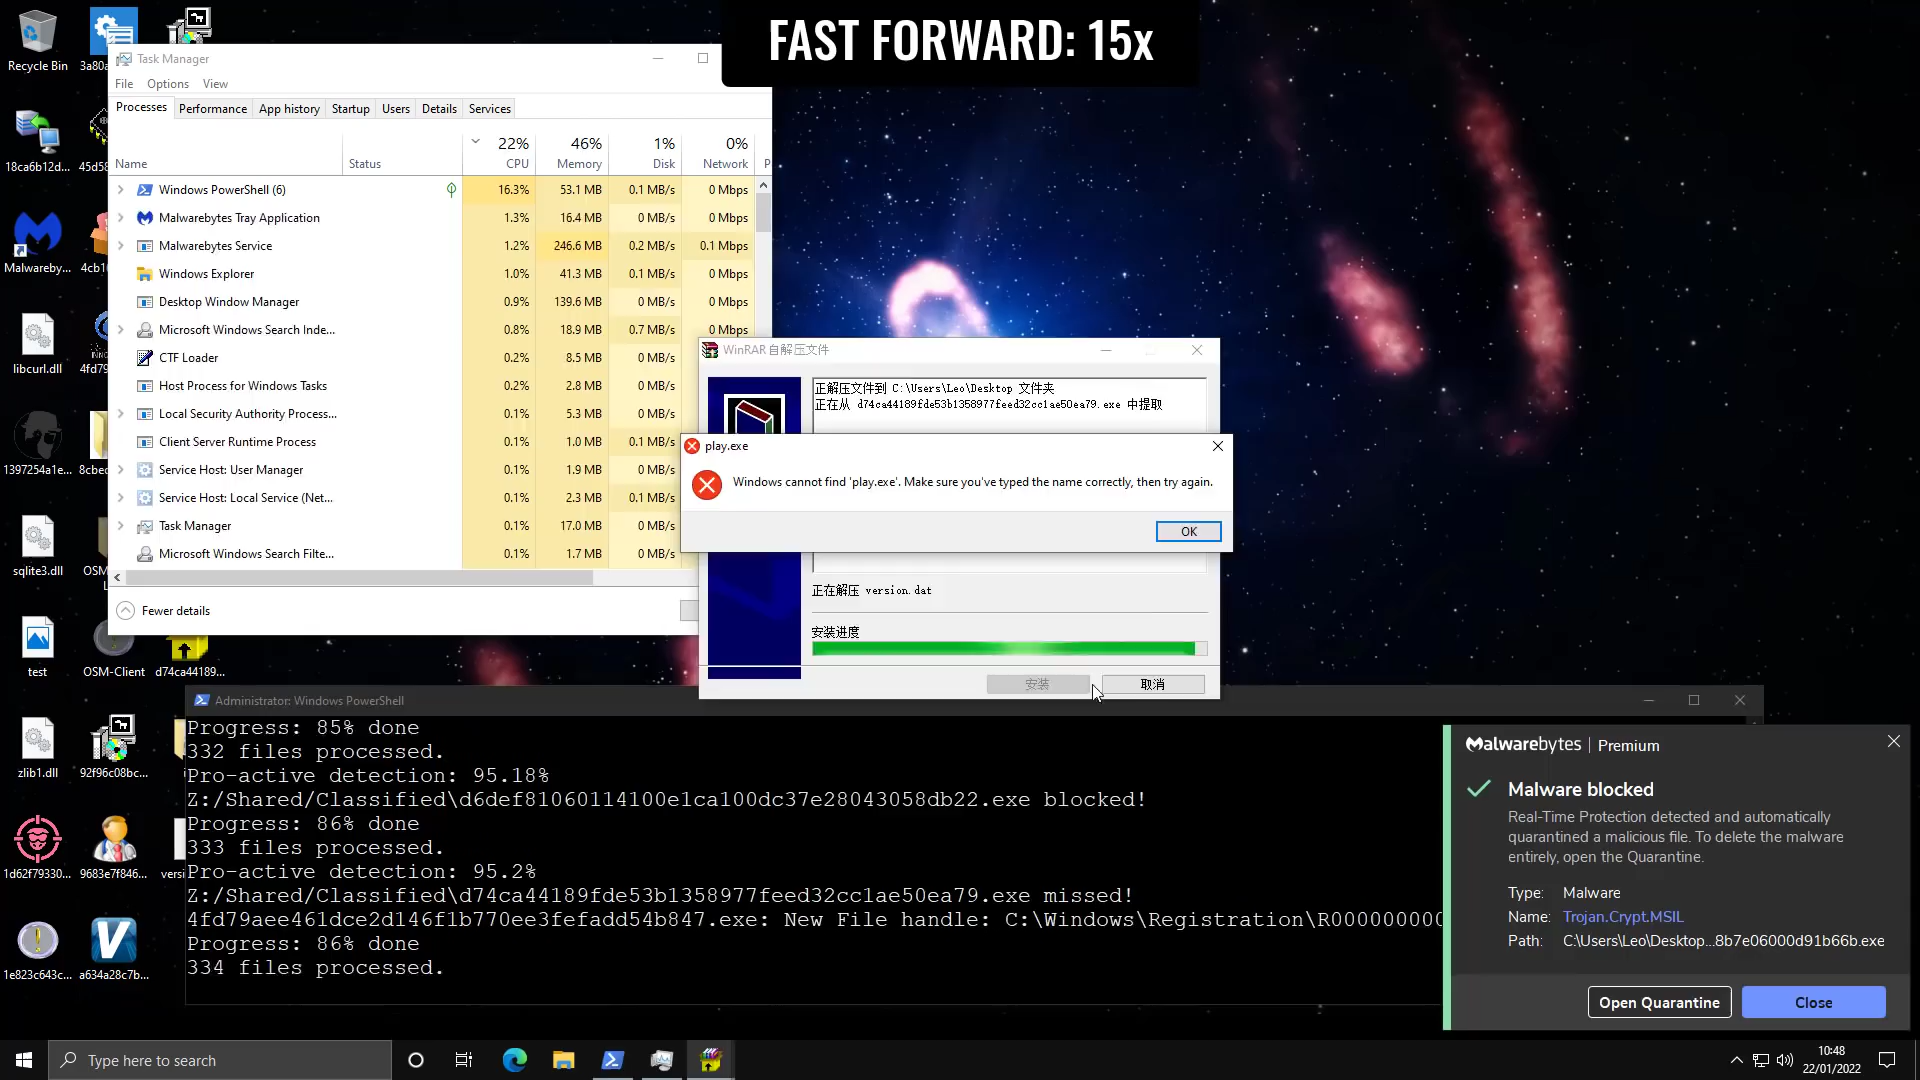 FAST FORWARD: 15x
Recycle Bin
3a80a
Task Manager
File Options View
Processes Performance App history Startup Users Details Services
22% 46% 1% 0%
Name Status CPU Memory Disk Network P
Windows PowerShell (6) 16.3% 53.1 MB 0.1 MB/s 0 Mbps
Malwarebytes Tray Application 1.3% 16.4 MB 0 MB/s 0 Mbps
Malwarebytes Service 1.2% 246.6 MB 0.2 MB/s 0.1 Mbps
Windows Explorer 1.0% 41.3 MB 0.1 MB/s 0 Mbps
Desktop Window Manager 0.9% 139.6 MB 0 MB/s 0 Mbps
Microsoft Windows Search Inde... 0.8% 18.9 MB 0.7 MB/s 0 Mbps
CTF Loader 0.2% 8.5 MB 0 MB/s
Host Process for Windows Tasks 0.2% 2.8 MB 0 MB/s
Local Security Authority Process... 0.1% 5.3 MB 0 MB/s
Client Server Runtime Process 0.1% 1.0 MB 0.1 MB/s
Service Host: User Manager 0.1% 1.9 MB 0 MB/s
Service Host: Local Service (Net... 0.1% 2.3 MB 0.1 MB/s
Task Manager 0.1% 17.0 MB 0 MB/s
Microsoft Windows Search Filte... 0.1% 1.7 MB 0 MB/s
Fewer details
18ca6b12d...
45d58
Malwareby...
4cb1
libcurl.dll
4fd79
1397254a1e...
8cbec
sqlite3.dll
OSM
test
OSM-Client
d74ca44189...
zlib1.dll
92f96c08bc...
1d62f79330...
9683e7f846...
versi
1e823c643c...
a634a28c7b...
WinRAR 自解压文件
正解压文件到 C:\Users\Leo\Desktop 文件夹
正在从 d74ca44189fde53b1358977feed32cc1ae50ea79.exe 中提取
play.exe
Windows cannot find 'play.exe'. Make sure you've typed the name correctly, then try again.
OK
正在解压 version.dat
安装进度
安装 取消
Administrator: Windows PowerShell
Progress: 85% done
332 files processed.
Pro-active detection: 95.18%
Z:/Shared/Classified\d6def81060114100e1ca100dc37e28043058db22.exe blocked!
Progress: 86% done
333 files processed.
Pro-active detection: 95.2%
Z:/Shared/Classified\d74ca44189fde53b1358977feed32cc1ae50ea79.exe missed!
4fd79aee461dce2d146f1b770ee3fefadd54b847.exe: New File handle: C:\Windows\Registration\R000000000
Progress: 86% done
334 files processed.
Malwarebytes | Premium
Malware blocked
Real-Time Protection detected and automatically
quarantined a malicious file. To delete the malware
entirely, open the Quarantine.
Type: Malware
Name: Trojan.Crypt.MSIL
Path: C:\Users\Leo\Desktop...8b7e06000d91b66b.exe
Open Quarantine Close
Type here to search
10:48
22/01/2022